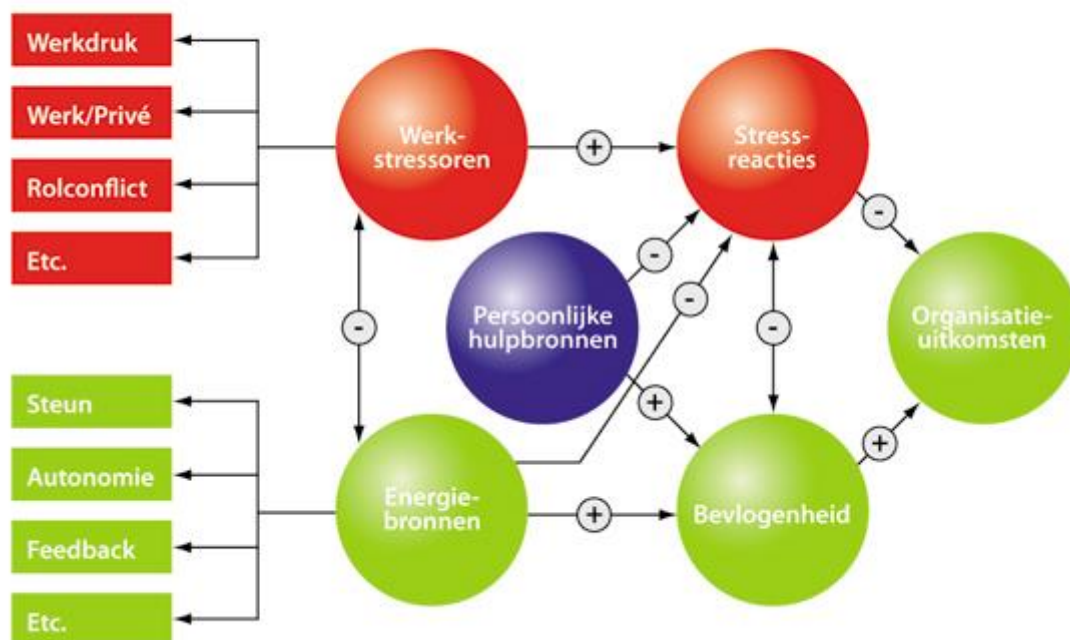 Werkdruk
Werk/Privé
Rolconflict
Etc.
Werk-
stressoren
+
Stress-
reacties
-
-
-
-
-
Persoonlijke
hulpbronnen
Organisatie-
uitkomsten
+
+
Steun
Autonomie
Feedback
Etc.
Energie-
bronnen
+
Bevlogenheid